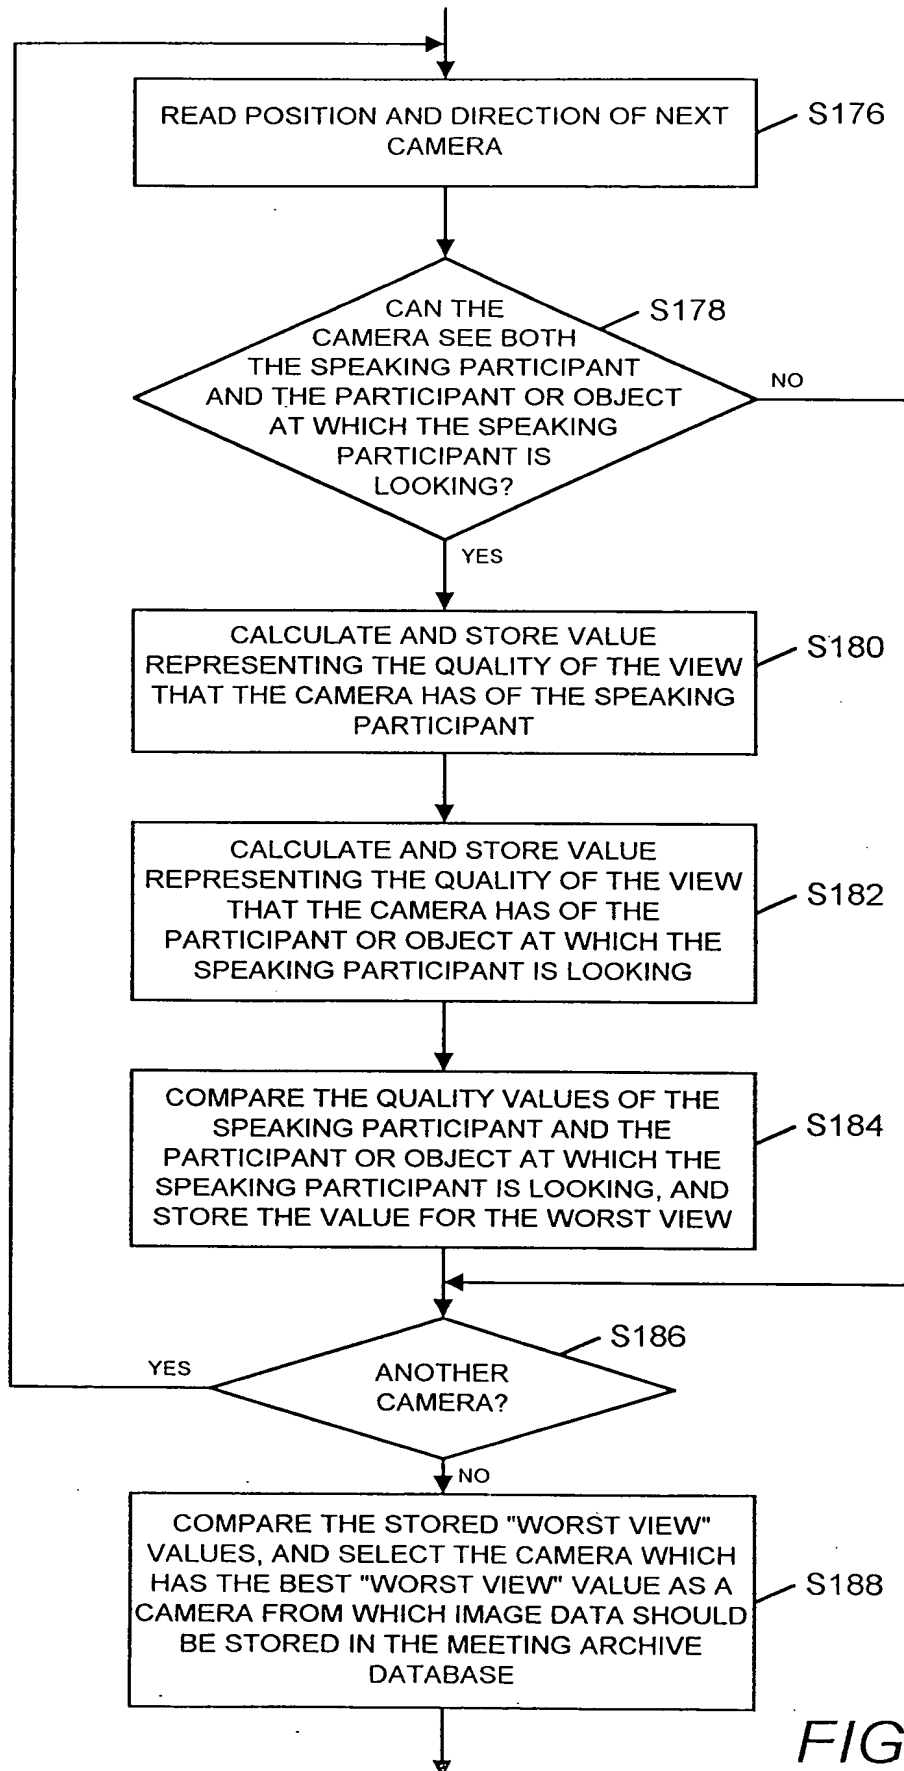 READ POSITION AND DIRECTION OF NEXT
CAMERA
S176
CAN THE
CAMERA SEE BOTH
THE SPEAKING PARTICIPANT
AND THE PARTICIPANT OR OBJECT
AT WHICH THE SPEAKING
PARTICIPANT IS
LOOKING?
S178
NO
YES
CALCULATE AND STORE VALUE
REPRESENTING THE QUALITY OF THE VIEW
THAT THE CAMERA HAS OF THE SPEAKING
PARTICIPANT
S180
CALCULATE AND STORE VALUE
REPRESENTING THE QUALITY OF THE VIEW
THAT THE CAMERA HAS OF THE
PARTICIPANT OR OBJECT AT WHICH THE
SPEAKING PARTICIPANT IS LOOKING
S182
COMPARE THE QUALITY VALUES OF THE
SPEAKING PARTICIPANT AND THE
PARTICIPANT OR OBJECT AT WHICH THE
SPEAKING PARTICIPANT IS LOOKING, AND
STORE THE VALUE FOR THE WORST VIEW
S184
S186
YES
ANOTHER
CAMERA?
NO
COMPARE THE STORED "WORST VIEW"
VALUES, AND SELECT THE CAMERA WHICH
HAS THE BEST "WORST VIEW" VALUE AS A
CAMERA FROM WHICH IMAGE DATA SHOULD
BE STORED IN THE MEETING ARCHIVE
DATABASE
S188
FIG